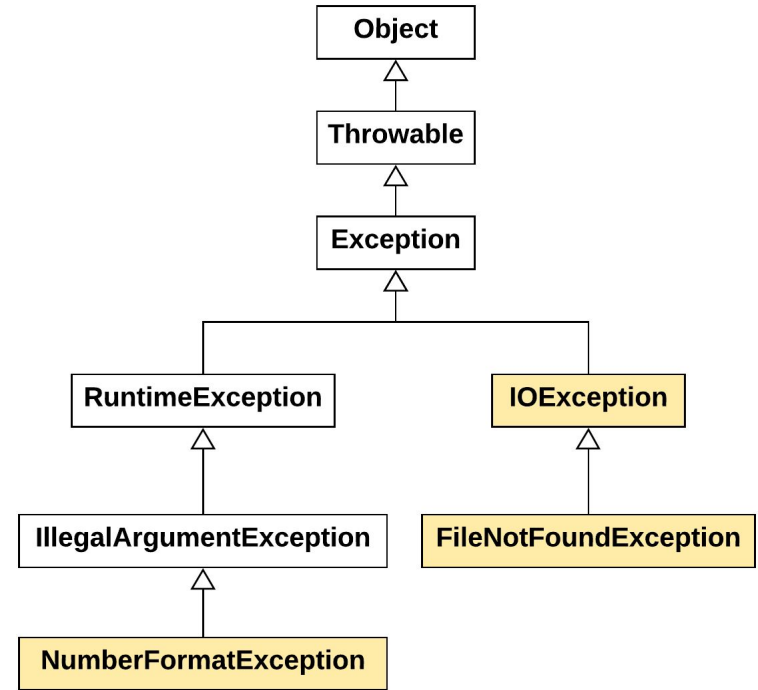 Object
Throwable
Exception
RuntimeException
IOException
IllegalArgumentException
FileNotFoundException
NumberFormatException